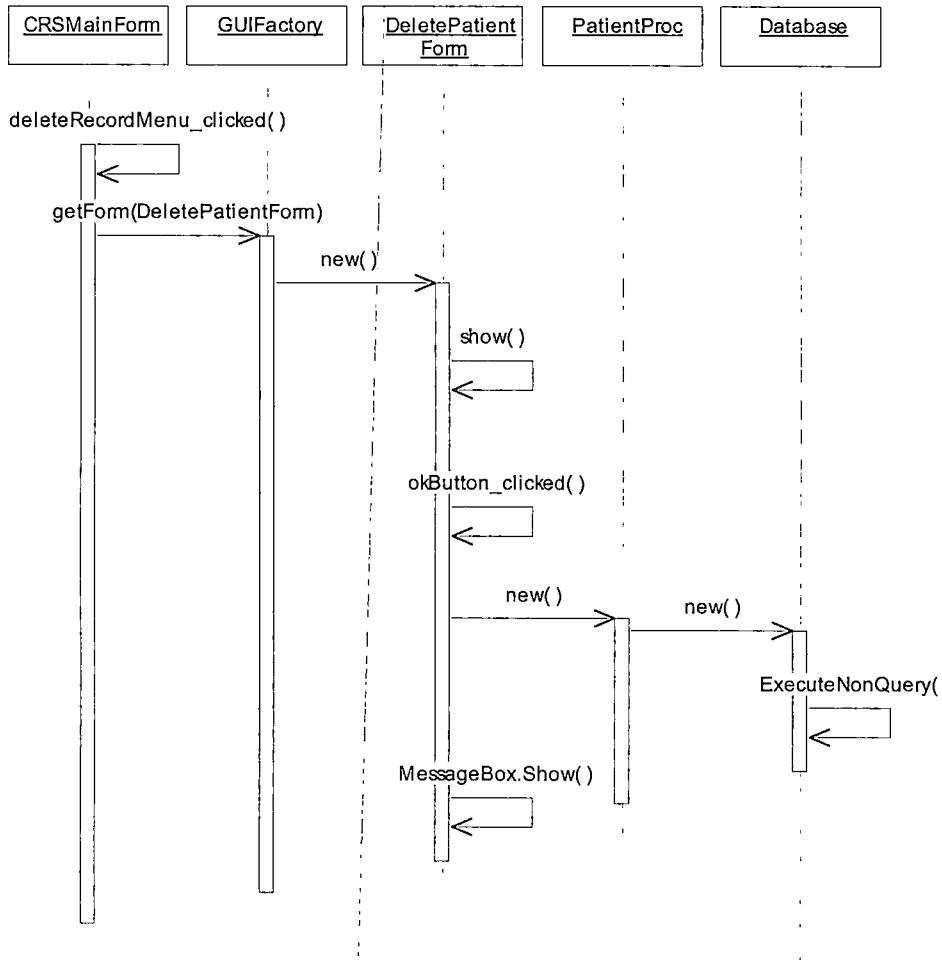 CRSMainForm
GUIFactory
DeletePatient
Form
PatientProc
Database
deleteRecordMenu_clicked()
getForm(DeletePatientForm)
new()
show()
okButton_clicked()
new()
new()
ExecuteNonQuery(
MessageBox.Show()